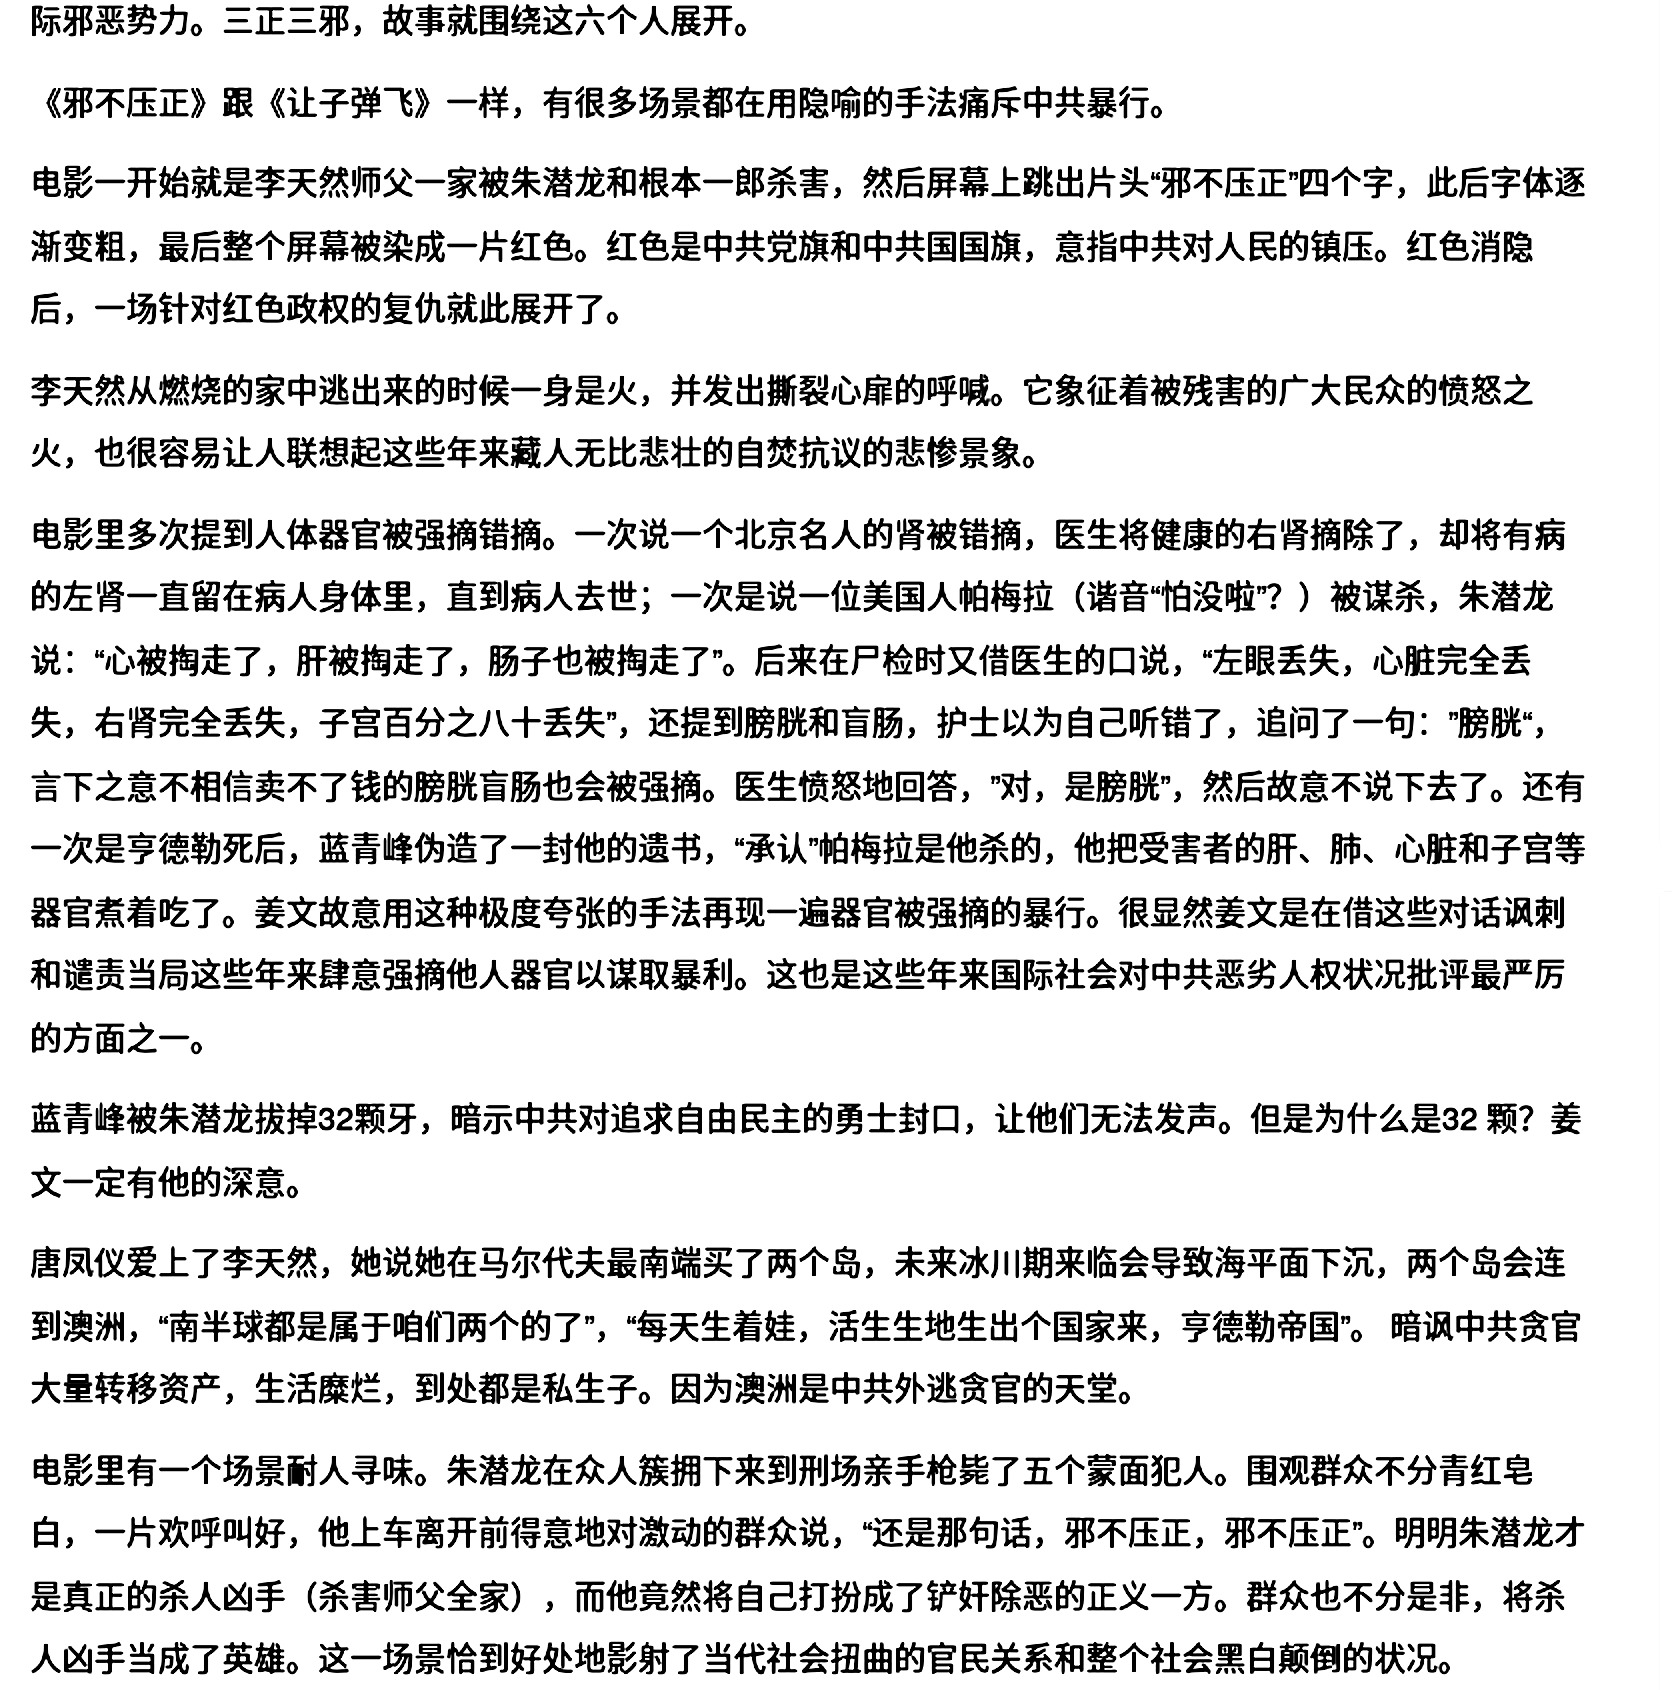 际邪恶势力。三正三邪，故事就围绕这六个人展开。
《邪不压正》跟《让子弹飞》一样，有很多场景都在用隐喻的手法痛斥中共暴行。
电影一开始就是李天然师父一家被朱潜龙和根本一郎杀害，然后屏幕上跳出片头“邪不压正”四个字，此后字体逐
渐变粗，最后整个屏幕被染成一片红色。红色是中共党旗和中共国国旗，意指中共对人民的镇压。红色消隐
后，一场针对红色政权的复仇就此展开了。
李天然从燃烧的家中逃出来的时候一身是火，并发出撕裂心扉的呼喊。它象征着被残害的广大民众的愤怒之
火，也很容易让人联想起这些年来藏人无比悲壮的自焚抗议的悲惨景象。
电影里多次提到人体器官被强摘错摘。一次说一个北京名人的肾被错摘，医生将健康的右肾摘除了，却将有病
的左肾一直留在病人身体里，直到病人去世；一次是说一位美国人帕梅拉（谐音“怕没啦”？）被谋杀，朱潜龙
说：“心被掏走了，肝被掏走了，肠子也被掏走了”。后来在尸检时又借医生的口说，“左眼丢失，心脏完全丢
失，右肾完全丢失，子宫百分之八十丢失”，还提到膀胱和盲肠，护士以为自己听错了，追问了一句：”膀胱“，
言下之意不相信卖不了钱的膀胱盲肠也会被强摘。医生愤怒地回答，”对，是膀胱”，然后故意不说下去了。还有
一次是亨德勒死后，蓝青峰伪造了一封他的遗书，“承认”帕梅拉是他杀的，他把受害者的肝、肺、心脏和子宫等
器官煮着吃了。姜文故意用这种极度夸张的手法再现一遍器官被强摘的暴行。很显然姜文是在借这些对话讽刺
和谴责当局这些年来肆意强摘他人器官以谋取暴利。这也是这些年来国际社会对中共恶劣人权状况批评最严厉
的方面之一。
蓝青峰被朱潜龙拔掉32颗牙，暗示中共对追求自由民主的勇士封口，让他们无法发声。但是为什么是32 颗？姜
文一定有他的深意。
唐凤仪爱上了李天然，她说她在马尔代夫最南端买了两个岛，未来冰川期来临会导致海平面下沉，两个岛会连
到澳洲，“南半球都是属于咱们两个的了”，“每天生着娃，活生生地生出个国家来，亨德勒帝国”。 暗讽中共贪官
大量转移资产，生活糜烂，到处都是私生子。因为澳洲是中共外逃贪官的天堂。
电影里有一个场景耐人寻味。朱潜龙在众人簇拥下来到刑场亲手枪毙了五个蒙面犯人。围观群众不分青红皂
白，一片欢呼叫好，他上车离开前得意地对激动的群众说，“还是那句话，邪不压正，邪不压正”。明明朱潜龙才
是真正的杀人凶手（杀害师父全家），而他竟然将自己打扮成了铲奸除恶的正义一方。群众也不分是非，将杀
人凶手当成了英雄。这一场景恰到好处地影射了当代社会扭曲的官民关系和整个社会黑白颠倒的状况。